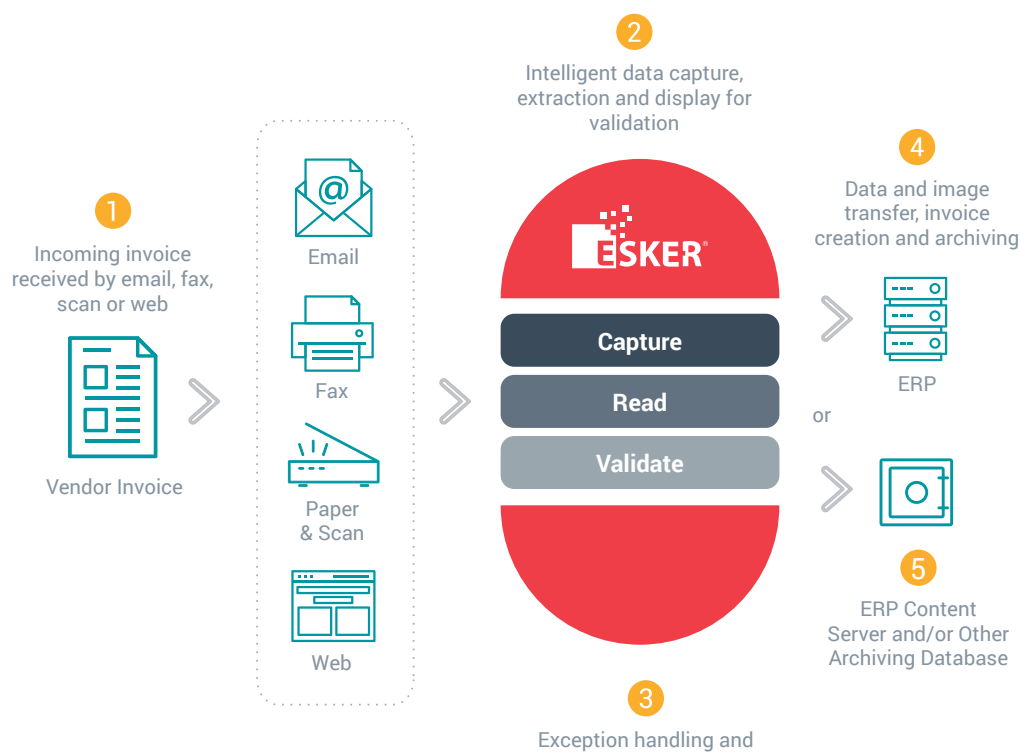 1
Incoming invoice
received by email, fax,
scan or web
Vendor Invoice
@
Email
Fax
Paper
& Scan
Web
2
Intelligent data capture,
extraction and display for
validation
ESKER®
Capture
Read
Validate
3
Exception handling and
4
Data and image
transfer, invoice
creation and archiving
ERP
or
5
ERP Content
Server and/or Other
Archiving Database